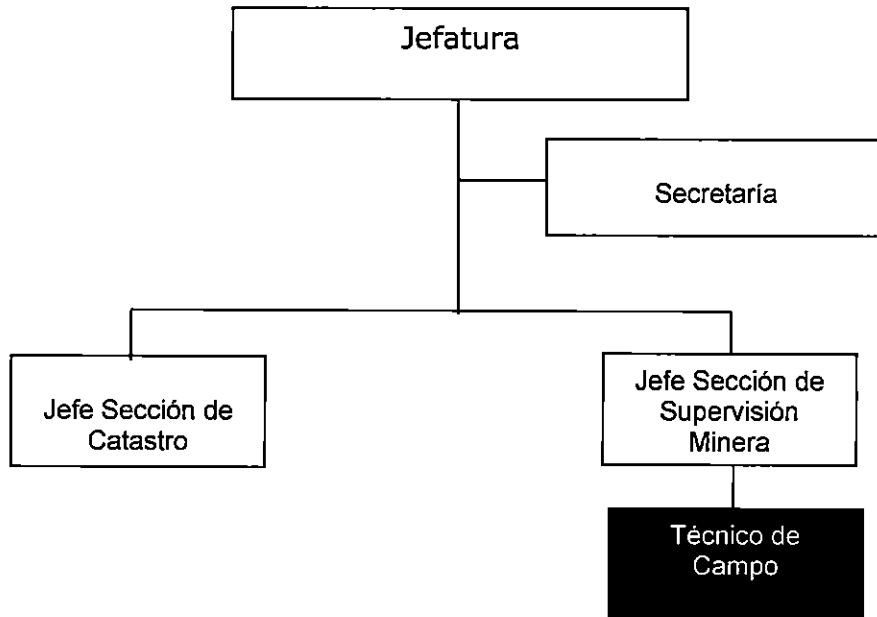 Jefatura
Secretaría
Jefe Sección de
Catastro
Jefe Sección de
Supervisión
Minera
Técnico de
Campo